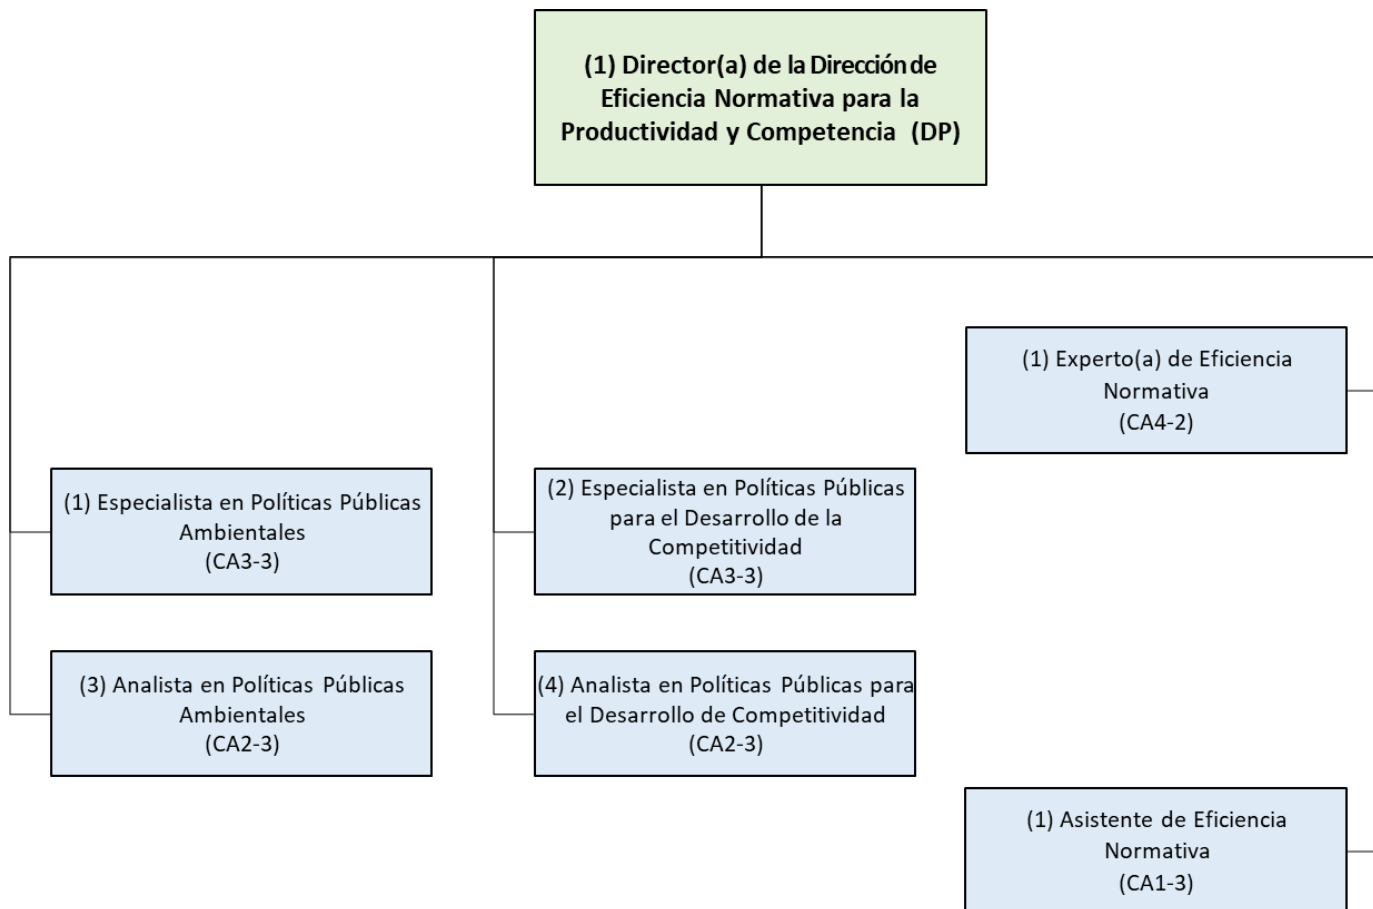 (1) Director(a) de la Dirección de
Eficiencia Normativa para la
Productividad y Competencia (DP)
(1) Experto(a) de Eficiencia
Normativa
(CA4-2)
(1) Especialista en Políticas Públicas
Ambientales
(CA3-3)
(2) Especialista en Políticas Públicas
para el Desarrollo de la
Competitividad
(CA3-3)
(3) Analista en Políticas Públicas
Ambientales
(CA2-3)
(4) Analista en Políticas Públicas para
el Desarrollo de Competitividad
(CA2-3)
(1) Asistente de Eficiencia
Normativa
(CA1-3)